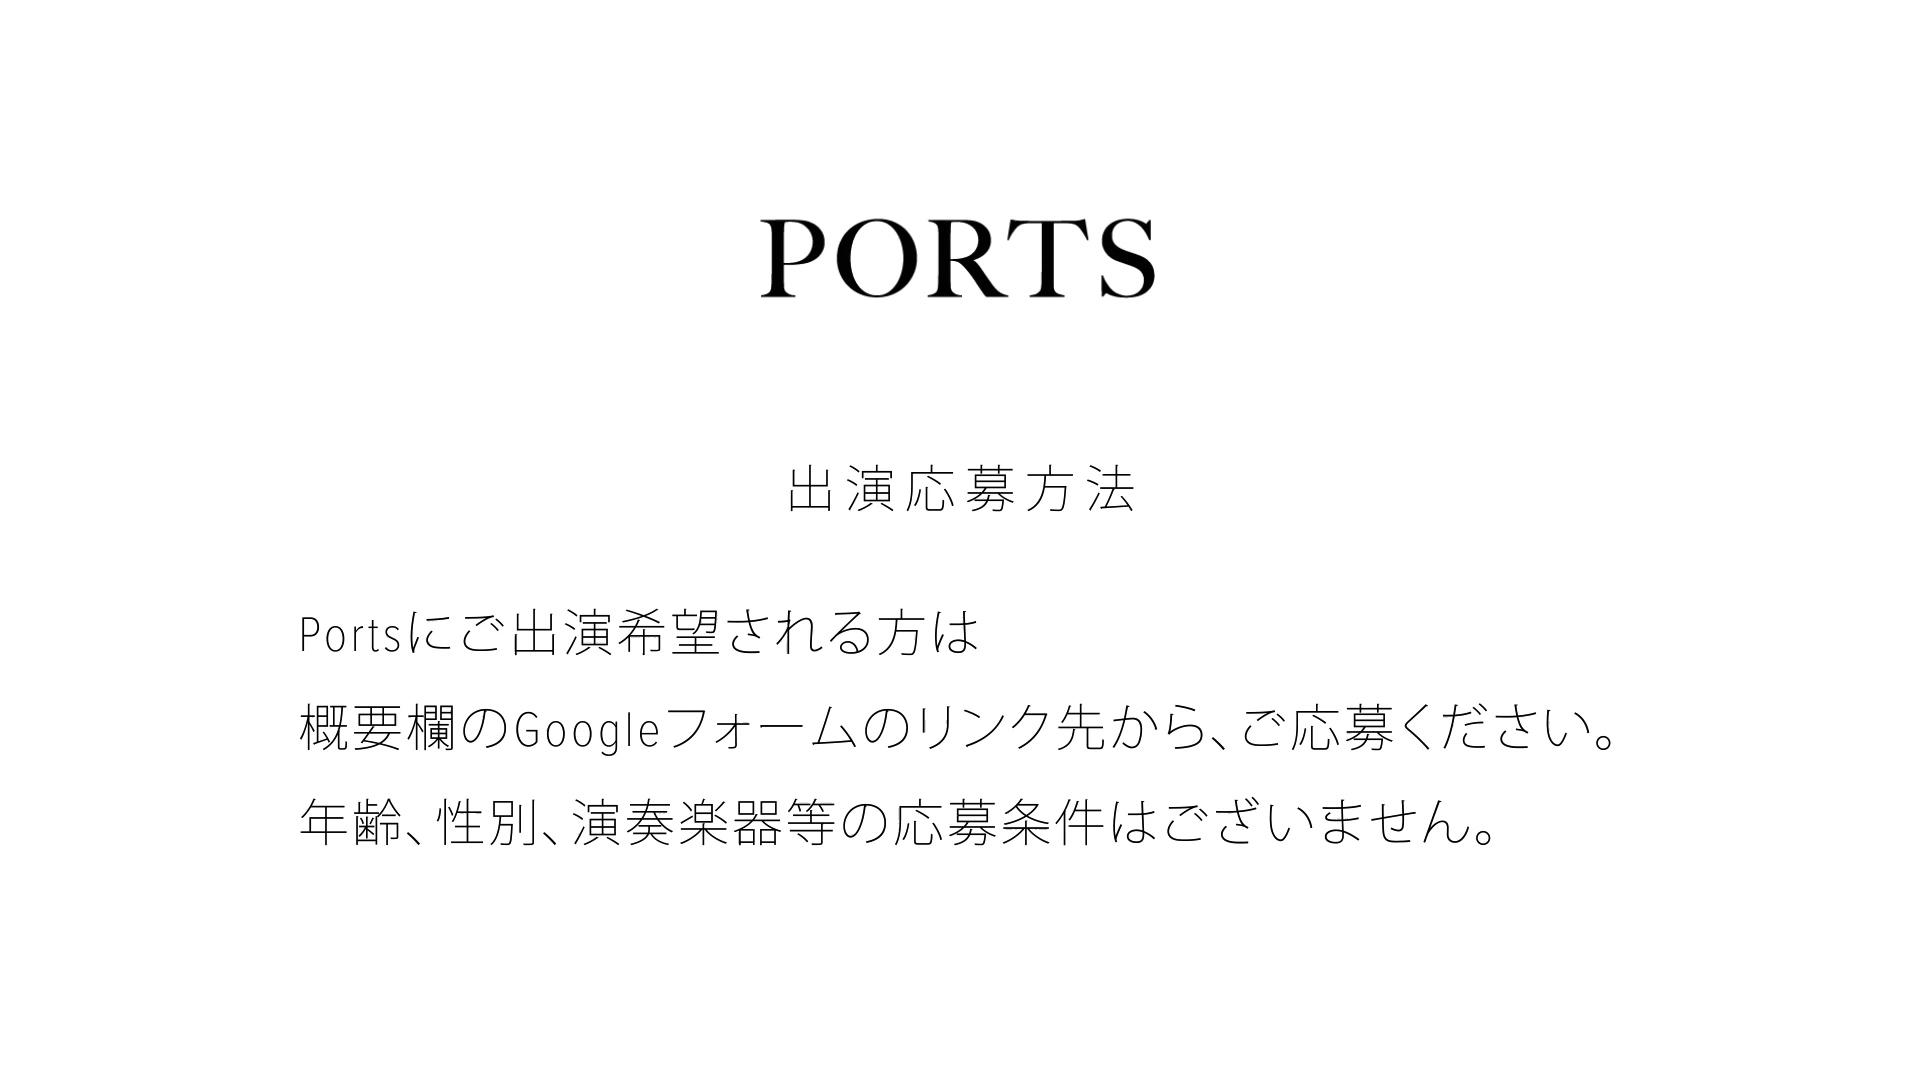 PORTS
出演応募方法
Portsにご出演希望される方は
概要欄のGoogleフォームのリンク先から、ご応募ください。
年齢、性別、演奏楽器等の応募条件はございません。